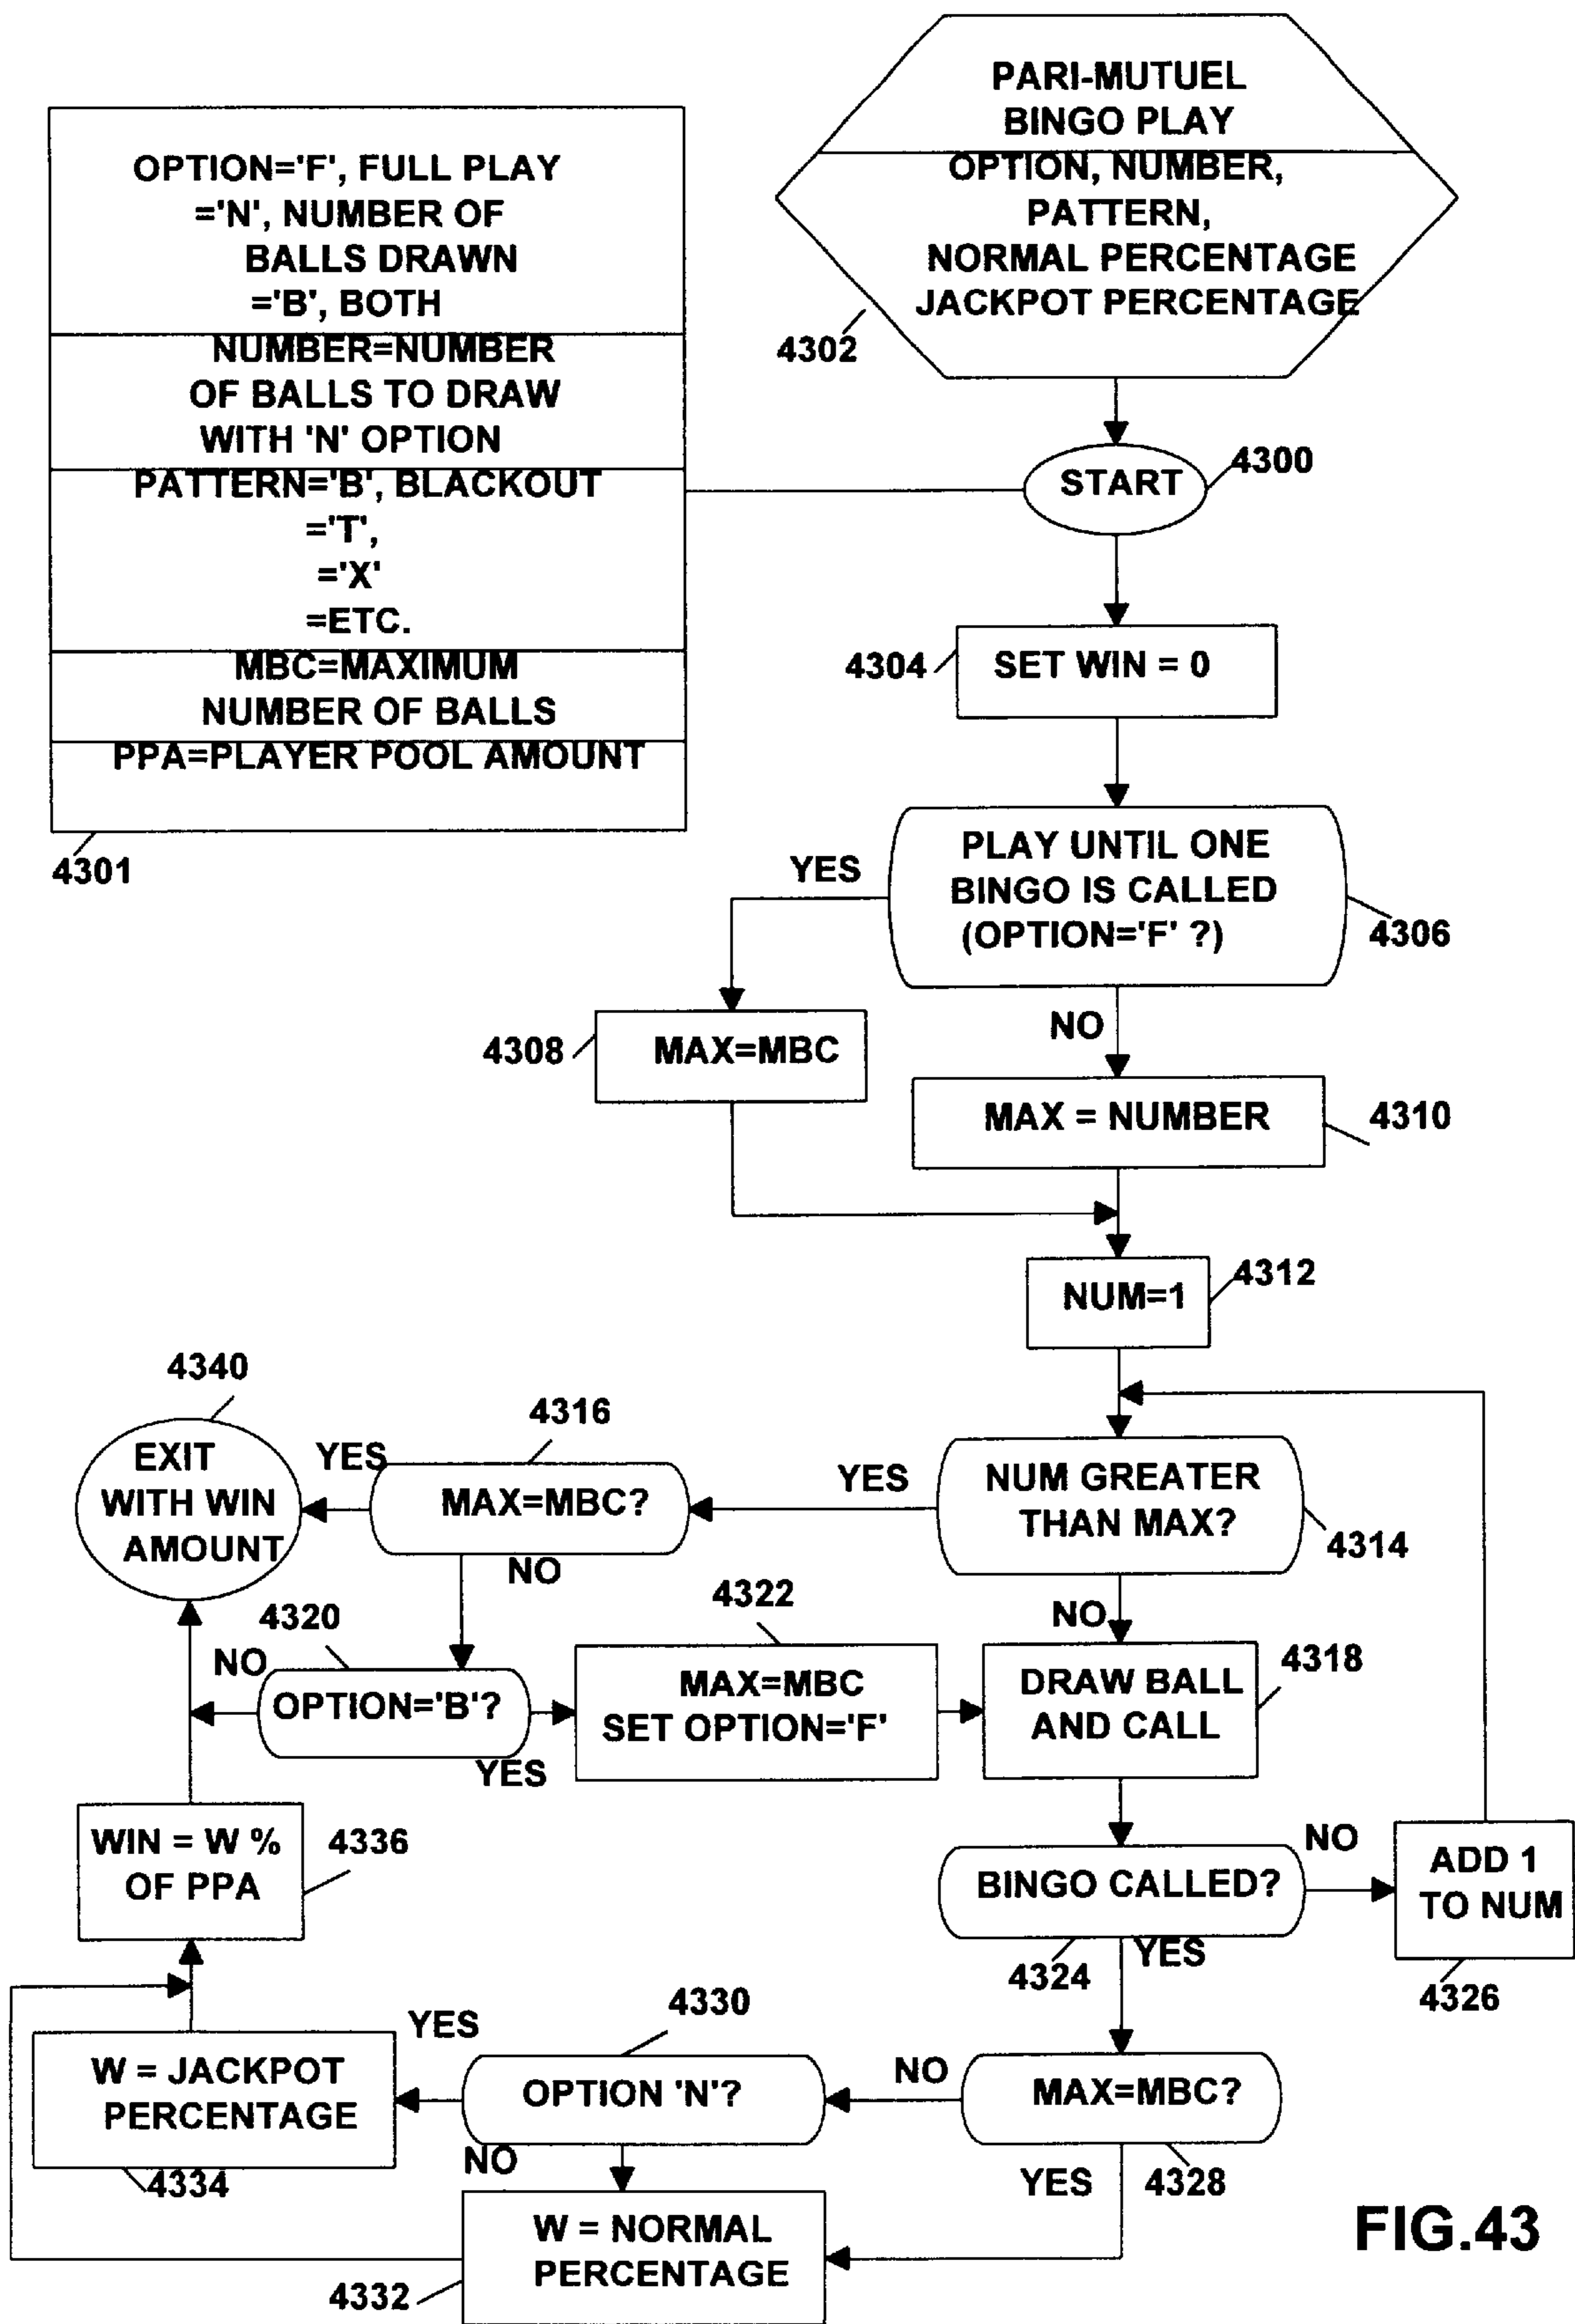 PARI-MUTUEL
BINGO PLAY
OPTION, NUMBER,
PATTERN,
NORMAL PERCENTAGE
JACKPOT PERCENTAGE
4302
OPTION='F', FULL PLAY
='N', NUMBER OF
BALLS DRAWN
='B', BOTH
NUMBER=NUMBER
OF BALLS TO DRAW
WITH 'N' OPTION
PATTERN='B', BLACKOUT
='T',
='X'
=ETC.
MBC=MAXIMUM
NUMBER OF BALLS
PPA=PLAYER POOL AMOUNT
4301
START
4300
4304
SET WIN = 0
PLAY UNTIL ONE
BINGO IS CALLED
(OPTION='F' ?)
4306
YES
NO
4308
MAX=MBC
MAX = NUMBER
4310
NUM=1
4312
4340
EXIT
WITH WIN
AMOUNT
YES
4316
MAX=MBC?
NO
YES
NUM GREATER
THAN MAX?
4314
NO
4320
NO
OPTION='B'?
YES
4322
MAX=MBC
SET OPTION='F'
DRAW BALL
AND CALL
4318
WIN = W %
OF PPA
4336
BINGO CALLED?
NO
4324
YES
ADD 1
TO NUM
4326
4330
YES
W = JACKPOT
PERCENTAGE
4334
OPTION 'N'?
NO
NO
MAX=MBC?
YES
4328
W = NORMAL
PERCENTAGE
4332
FIG.43